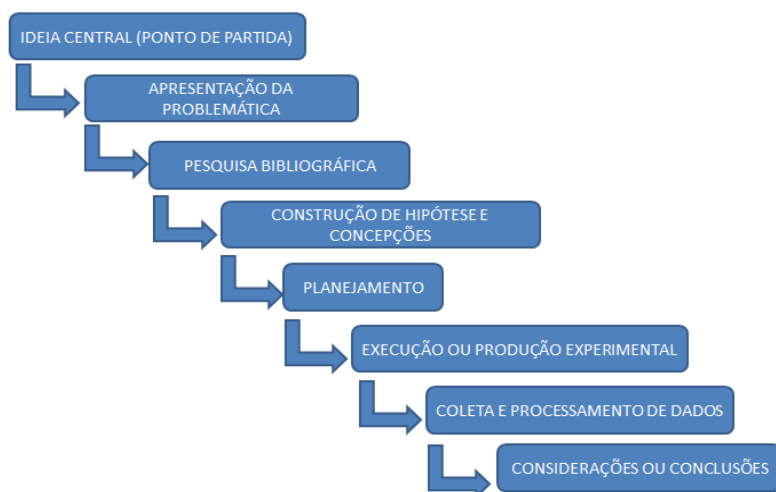 IDEIA CENTRAL (PONTO DE PARTIDA)
APRESENTAÇÃO DA
PROBLEMÁTICA
PESQUISA BIBLIOGRÁFICA
CONSTRUÇÃO DE HIPÓTESE E
CONCEPÇÕES
PLANEJAMENTO
EXECUÇÃO OU PRODUÇÃO EXPERIMENTAL
COLETA E PROCESSAMENTO DE DADOS
CONSIDERAÇÕES OU CONCLUSÕES